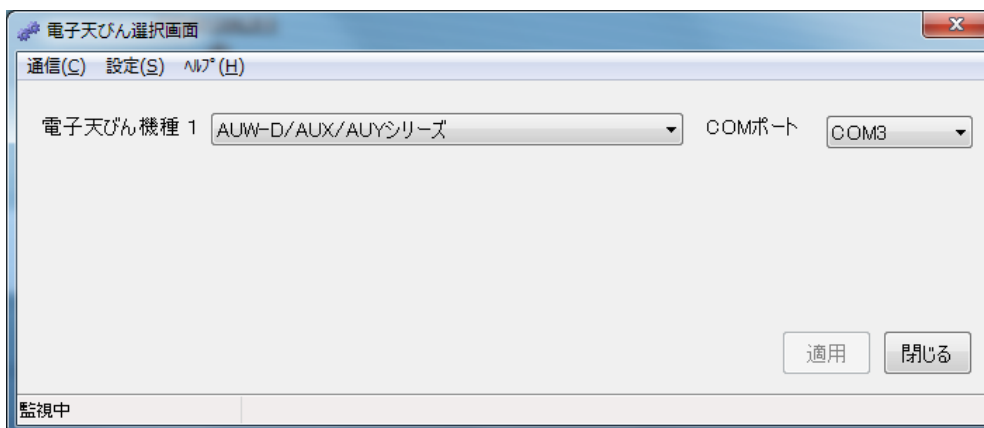 電子天びん選択画面
通信(C) 設定(S) ﾍﾙﾌﾟ(H)
電子天びん機種 1 AUW-D/AUX/AUYシリーズ COMポート COM3
適用 閉じる
監視中